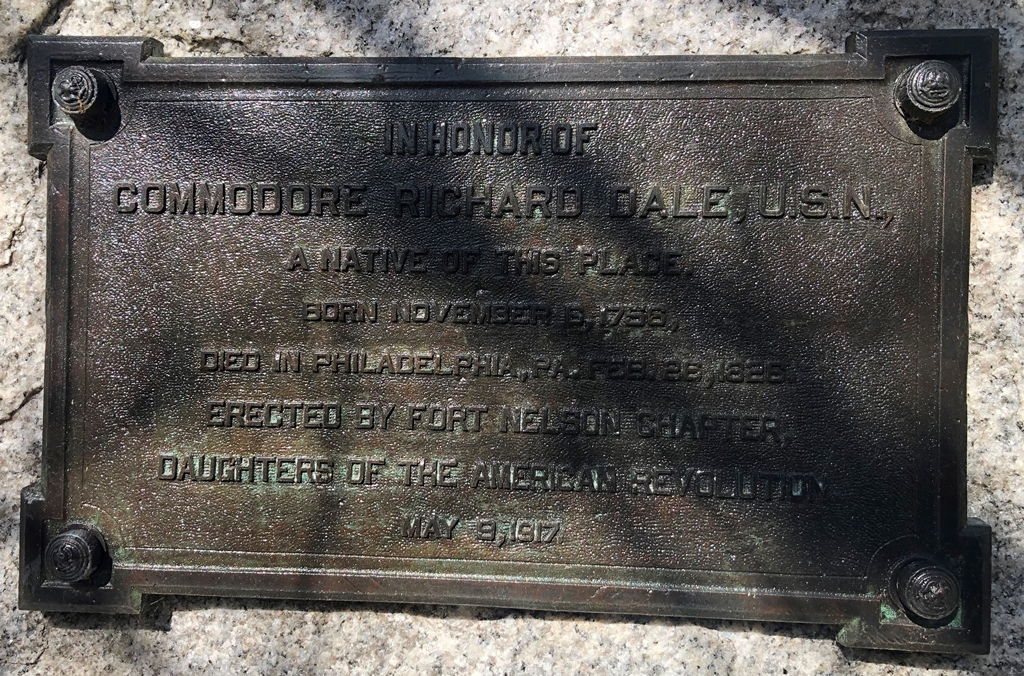 IN HONOR OF
COMMODORE RICHARD DALE, U.S.N.,
A NATIVE OF THIS PLACE.
BORN NOVEMBER 6, 1756,
DIED IN PHILADELPHIA, PA. FEB. 26, 1826.
ERECTED BY FORT NELSON CHAPTER,
DAUGHTERS OF THE AMERICAN REVOLUTION
MAY 9, 1917.